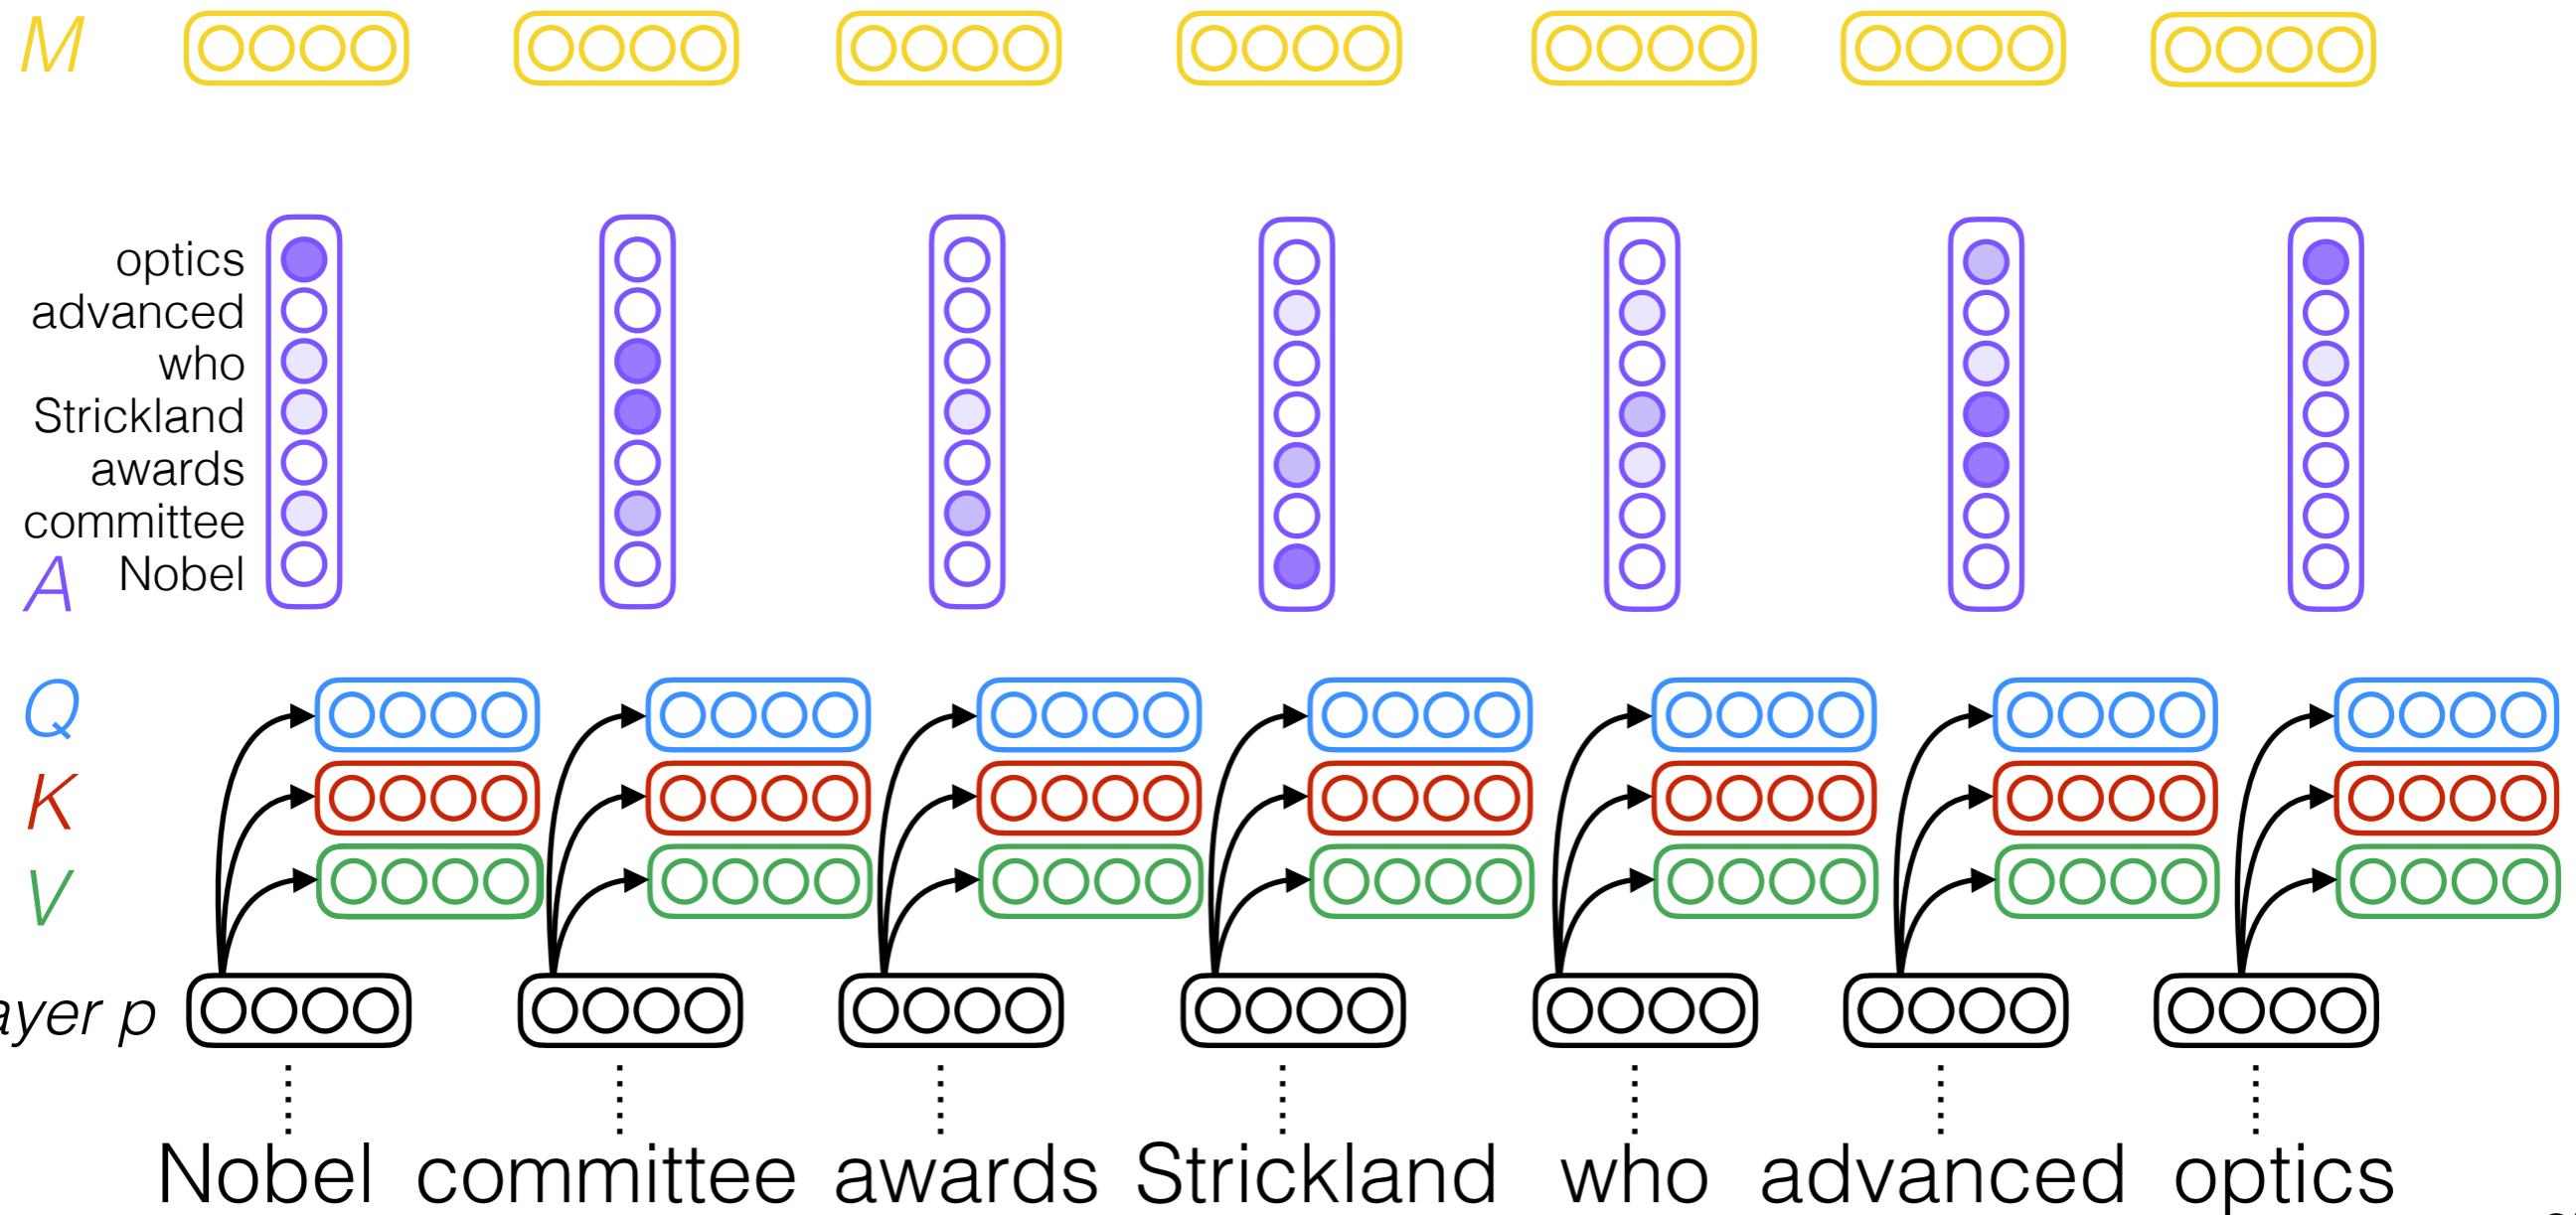 M
optics
advanced
who
Strickland
awards
committee
A Nobel
Q
K
V
ayer p
Nobel committee awards Strickland who advanced optics